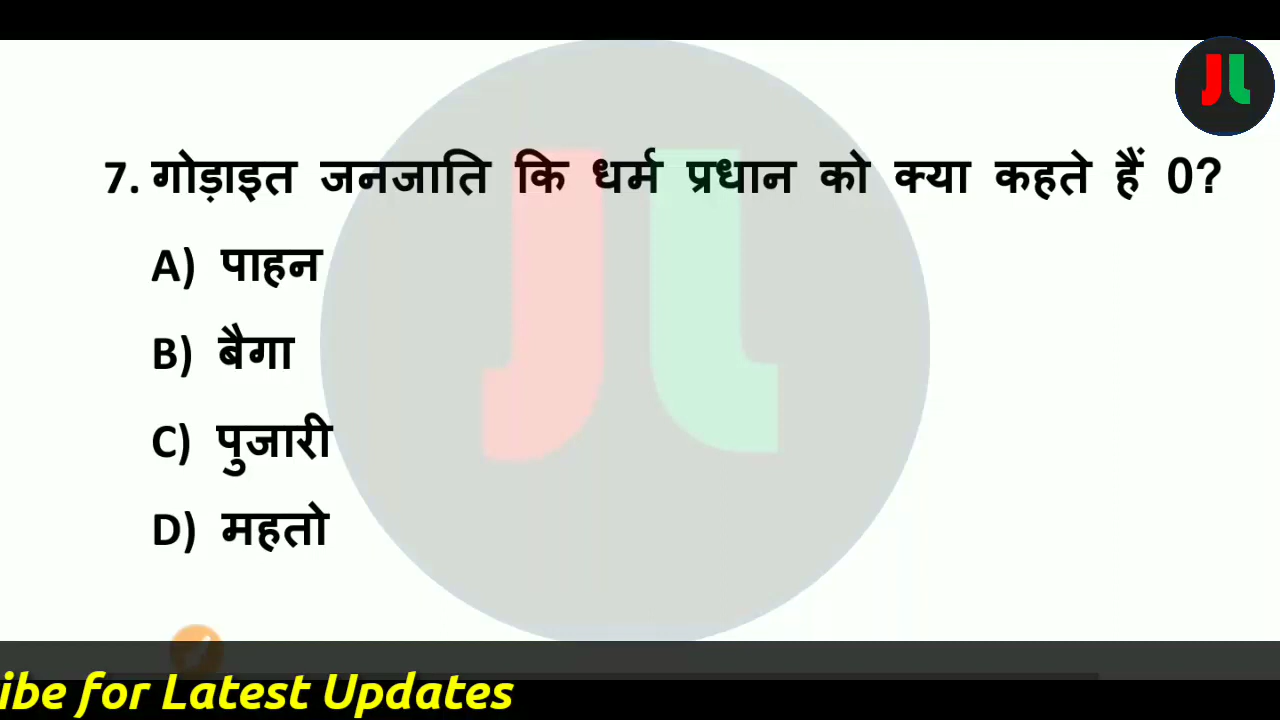 7. गोड़ाइत जनजाति कि धर्म प्रधान को क्या कहते हैं 0?
A) पाहन
B) बैगा
C) पुजारी
D) महतो
ibe for Latest Updates